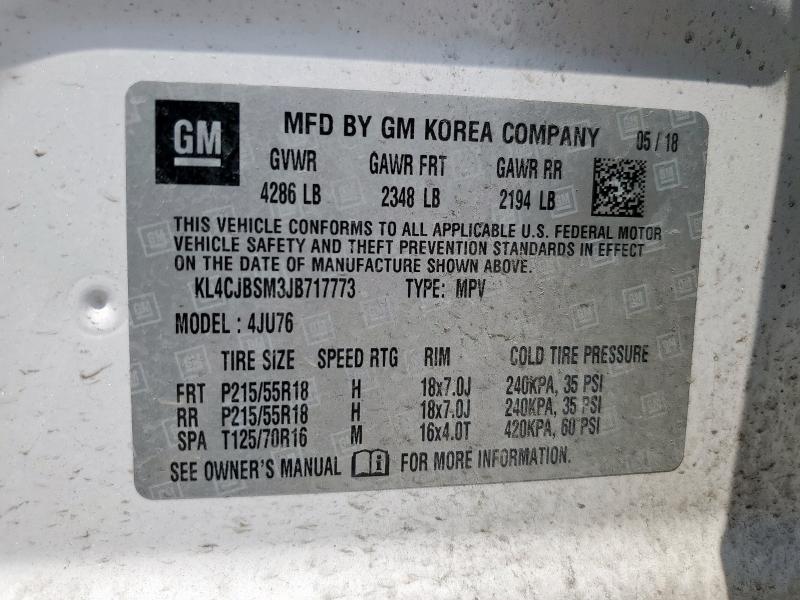 GM MFD BY GM KOREA COMPANY 05 / 18
GVWR GAWR FRT GAWR RR
4286 LB 2348 LB 2194 LB
THIS VEHICLE CONFORMS TO ALL APPLICABLE U.S. FEDERAL MOTOR
VEHICLE SAFETY AND THEFT PREVENTION STANDARDS IN EFFECT
ON THE DATE OF MANUFACTURE SHOWN ABOVE.
KL4CJBSM3JB717773 TYPE: MPV
MODEL : 4JU76
TIRE SIZE SPEED RTG RIM COLD TIRE PRESSURE
FRT P215/55R18 H 18x7.0J 240KPA, 35 PSI
RR P215/55R18 H 18x7.0J 240KPA, 35 PSI
SPA T125/70R16 M 16x4.0T 420KPA, 60 PSI
SEE OWNER'S MANUAL FOR MORE INFORMATION.